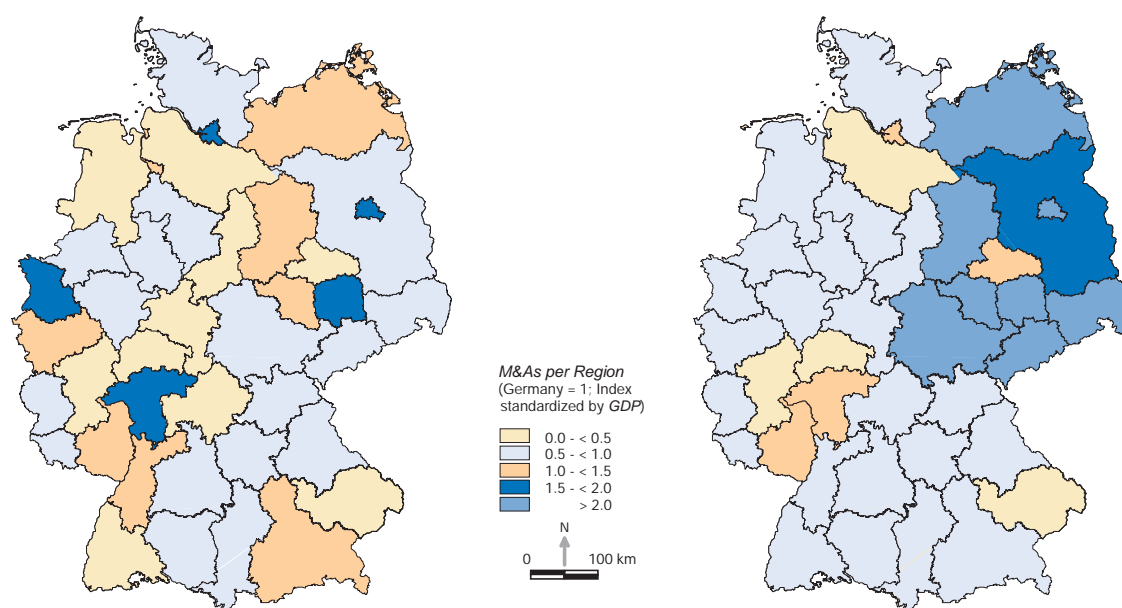 M&As per Region
(Germany = 1; Index
standardized by GDP)
0.0 - < 0.5
0.5 - < 1.0
1.0 - < 1.5
1.5 - < 2.0
> 2.0
N
0 100 km